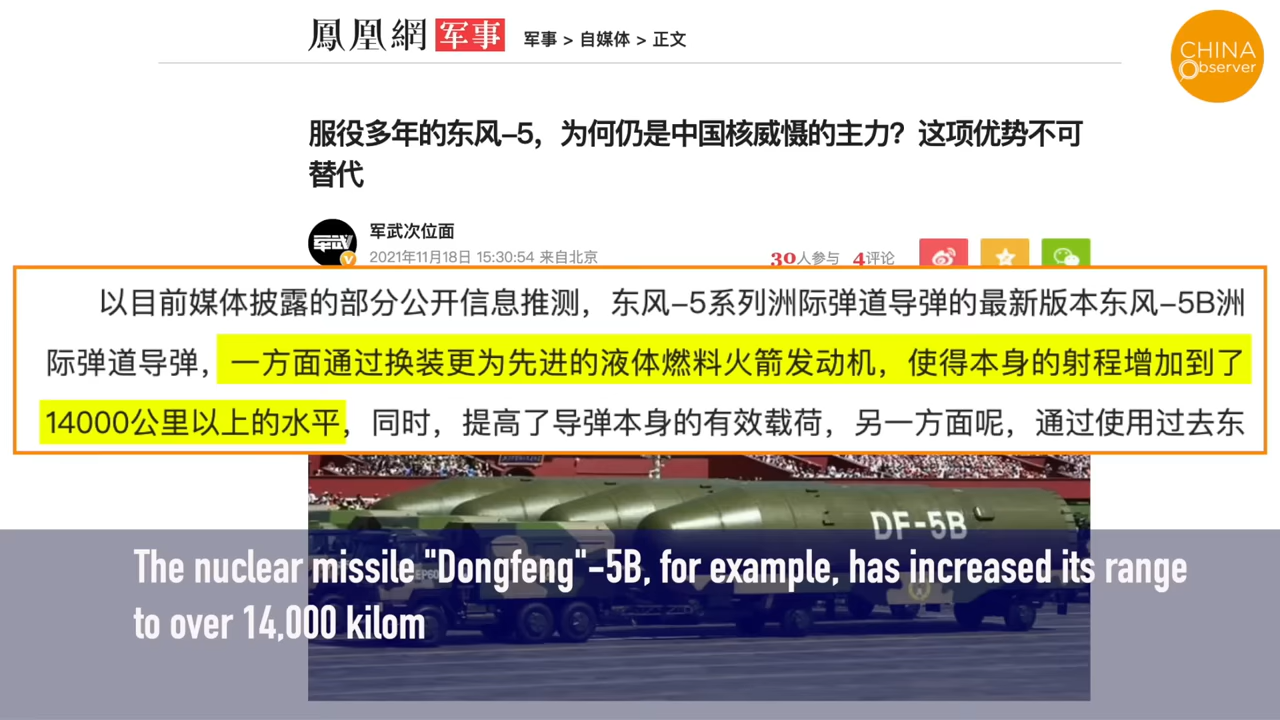 鳳凰網 军事 军事 > 自媒体 > 正文
CHINA
Observer
服役多年的东风-5，为何仍是中国核威慑的主力？这项优势不可
替代
军武
军武次位面
2021年11月18日 15:30:54 来自北京
30人参与 4评论
以目前媒体披露的部分公开信息推测，东风-5系列洲际弹道导弹的最新版本东风-5B洲
际弹道导弹，一方面通过换装更为先进的液体燃料火箭发动机，使得本身的射程增加到了
14000公里以上的水平，同时，提高了导弹本身的有效载荷，另一方面呢，通过使用过去东
DF-5B
The nuclear missile "Dongfeng"-5B, for example, has increased its range
to over 14,000 kilom